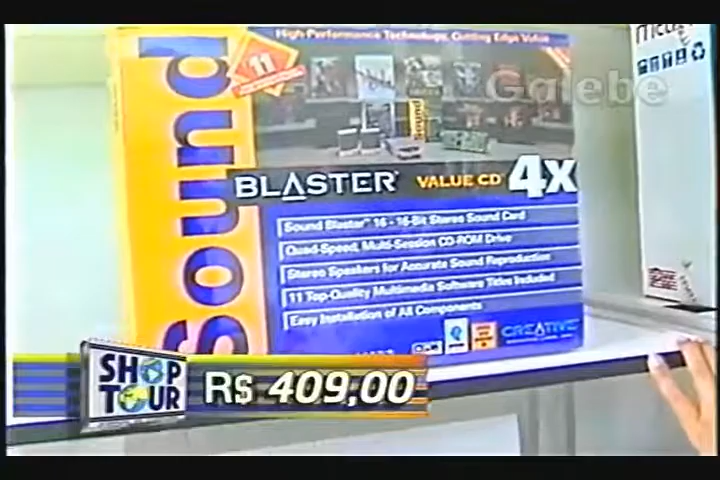 High-Performance Technology, Cutting Edge Value
11
Galebe
Sound
BLASTER VALUE CD 4x
Sound Blaster™ 16 - 16-Bit Stereo Sound Card
Quad-Speed, Multi-Session CD-ROM Drive
Stereo Speakers for Accurate Sound Reproduction
11 Top-Quality Multimedia Software Titles Included
Easy Installation of All Components
CREATIVE
SHOP TOUR
R$ 409,00